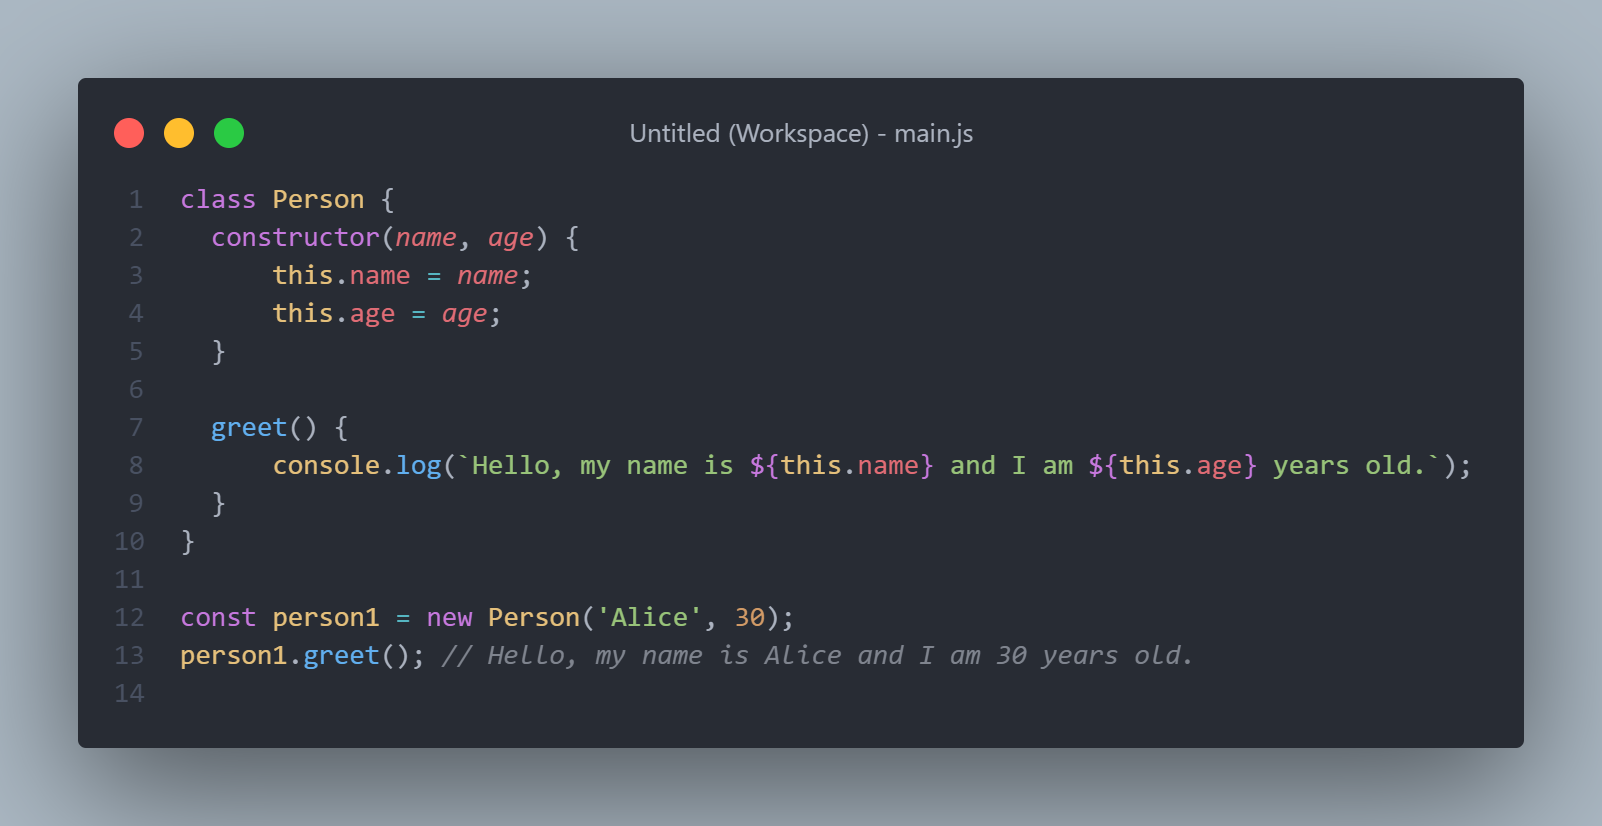 Untitled (Workspace) - main.js
1 class Person {
2   constructor(name, age) {
3       this.name = name;
4       this.age = age;
5   }
6
7   greet() {
8       console.log(`Hello, my name is ${this.name} and I am ${this.age} years old.`);
9   }
10 }
11
12 const person1 = new Person('Alice', 30);
13 person1.greet(); // Hello, my name is Alice and I am 30 years old.
14